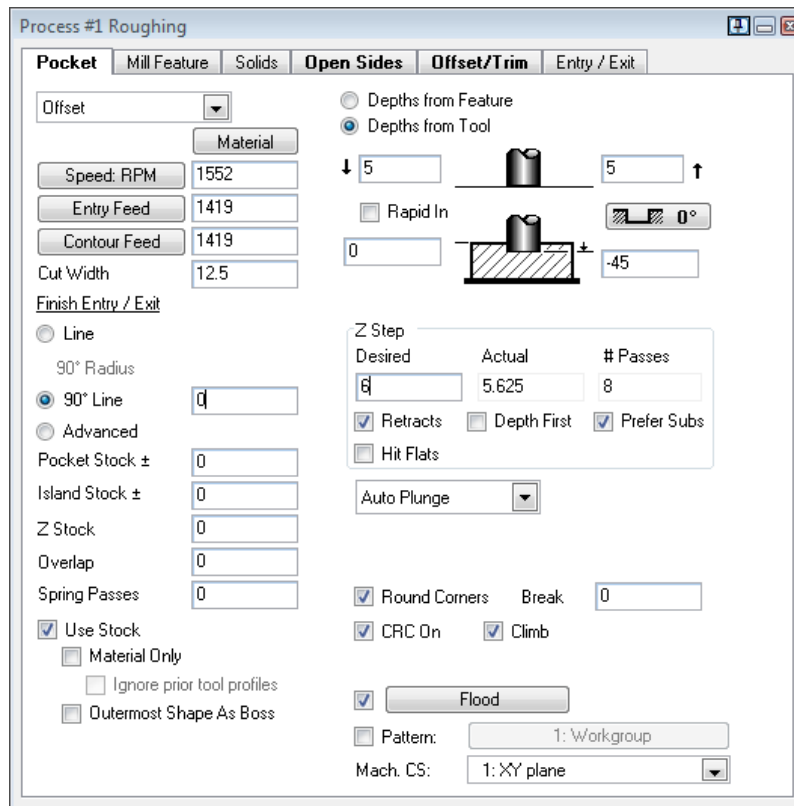 Process #1 Roughing
Pocket Mill Feature Solids Open Sides Offset/Trim Entry / Exit
Offset
Material
Speed: RPM 1552
Entry Feed 1419
Contour Feed 1419
Cut Width 12.5
Finish Entry / Exit
Line
90° Radius
90° Line 0
Advanced
Pocket Stock ± 0
Island Stock ± 0
Z Stock 0
Overlap 0
Spring Passes 0
Use Stock
Material Only
Ignore prior tool profiles
Outermost Shape As Boss
Depths from Feature
Depths from Tool
5 5
Rapid In 0°
0 -45
Z Step
Desired Actual # Passes
6 5.625 8
Retracts Depth First Prefer Subs
Hit Flats
Auto Plunge
Round Corners Break 0
CRC On Climb
Flood
Pattern: 1: Workgroup
Mach. CS: 1: XY plane